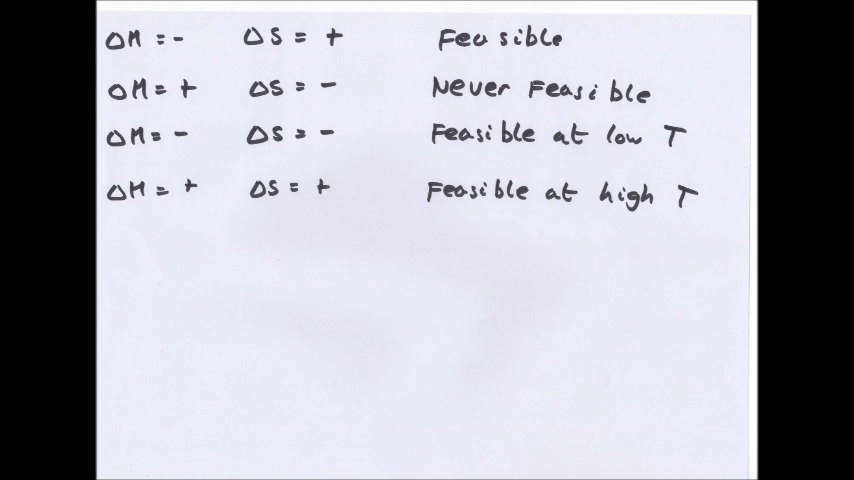 ΔH = - ΔS = + Feasible
ΔH = + ΔS = - Never Feasible
ΔH = - ΔS = - Feasible at low T
ΔH = + ΔS = + Feasible at high T